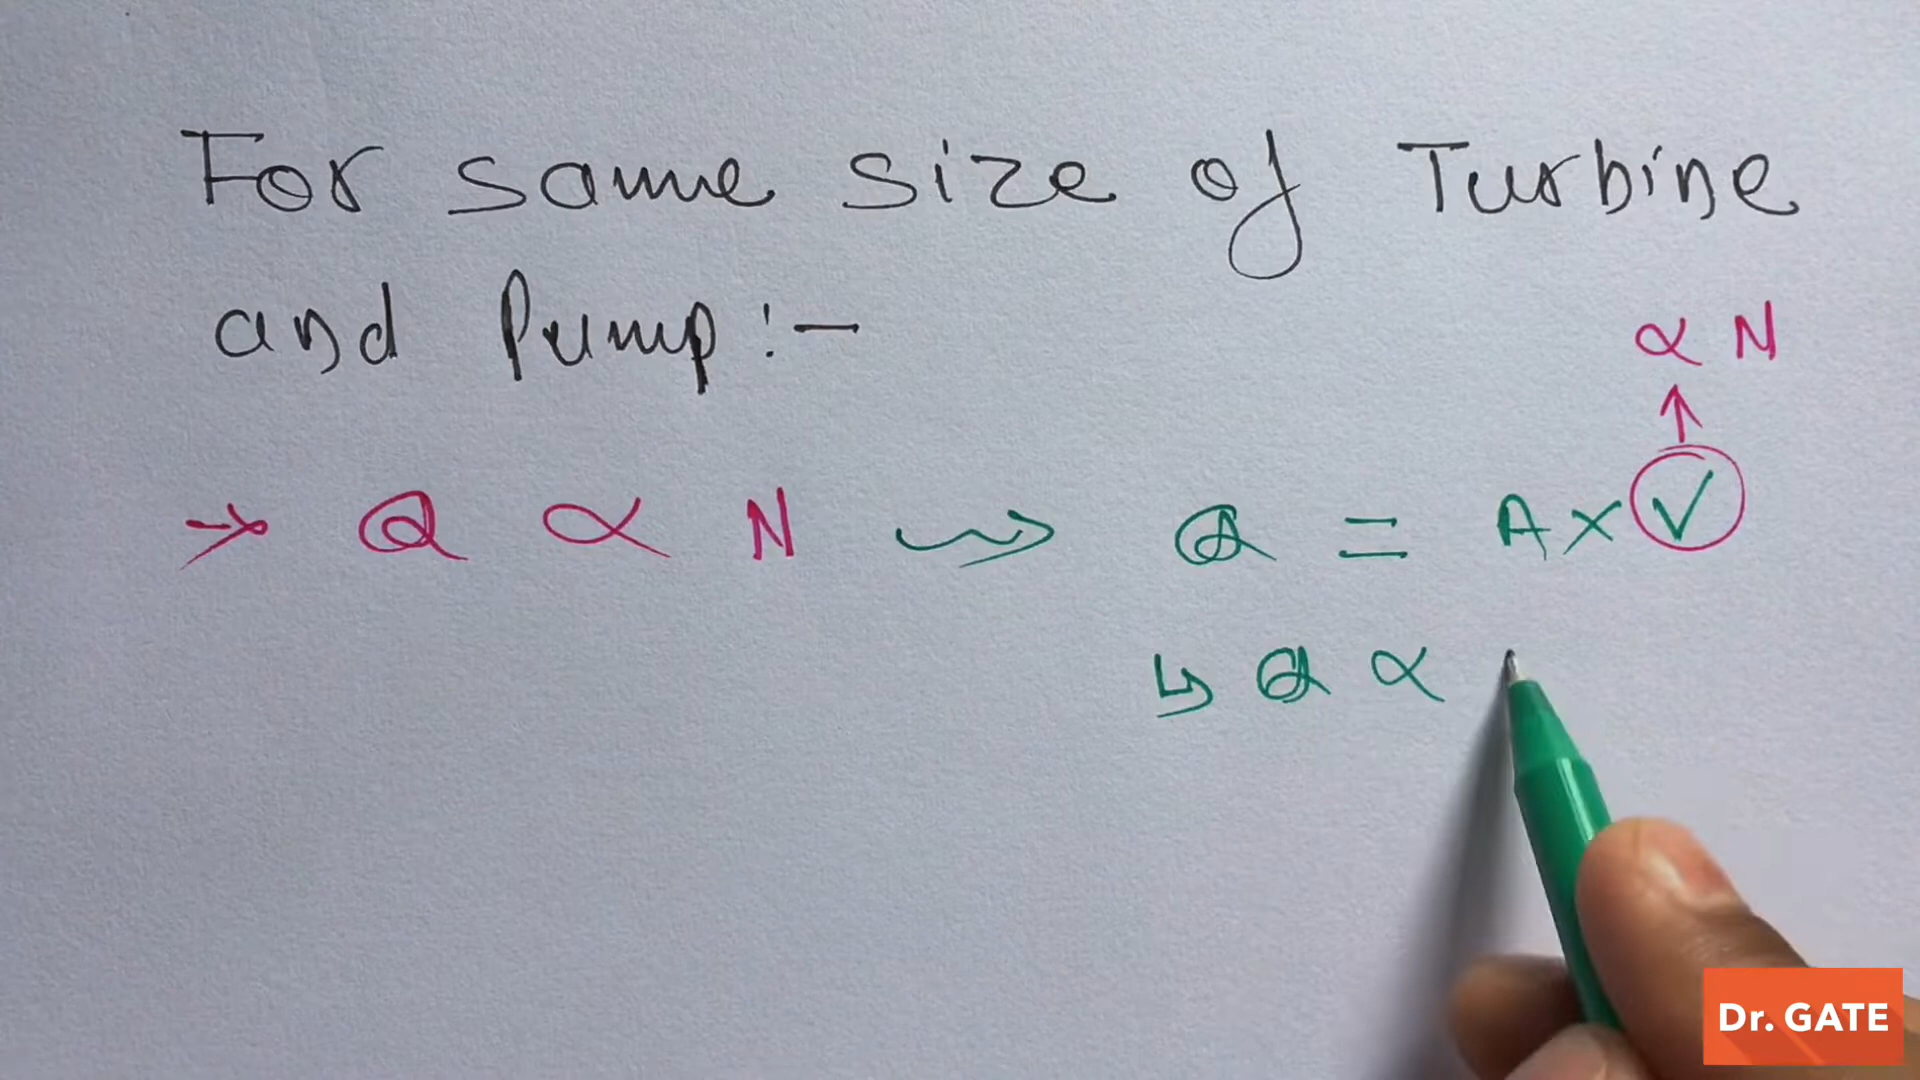 For same size of Turbine
and Pump :-
∝ N
↑
→ Q ∝ N ⇝ Q = A × V
↳ Q ∝
Dr. GATE